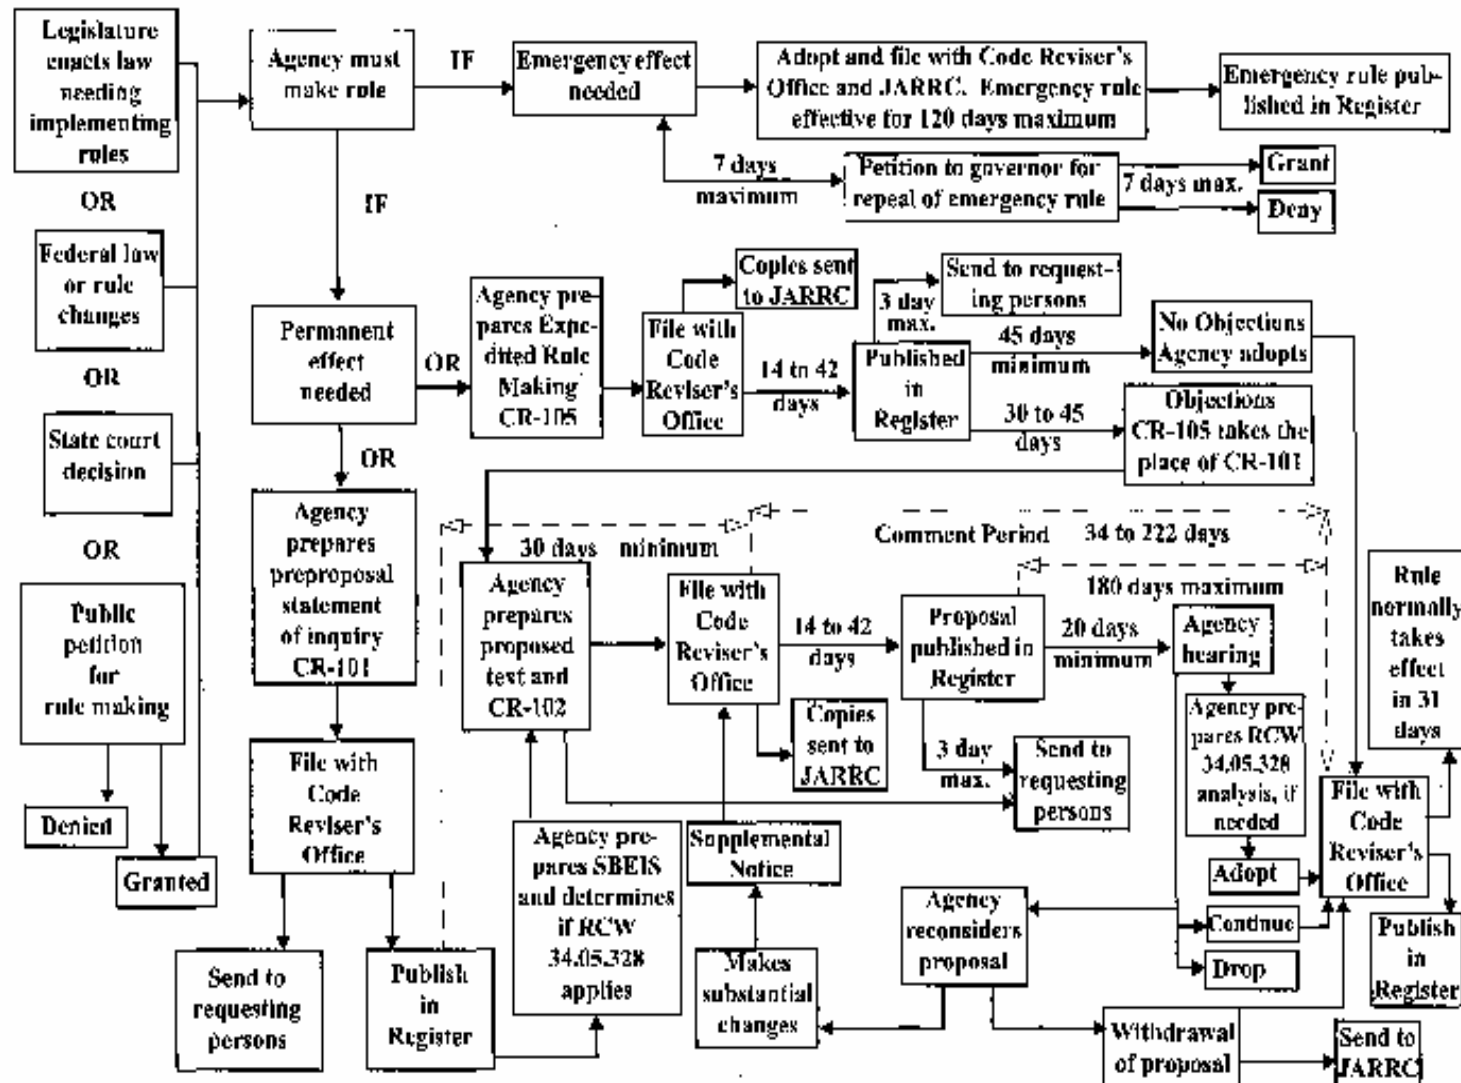 Legislature
enacts law
needing
implementing
rules
OR
Federal law
or rule
changes
OR
State court
decision
OR
Public
petition
for
rule making
Denied
Granted
Agency must
make role
IF
Emergency effect
needed
Adopt and file with Code Reviser's
Office and JARRC. Emergency rule
effective for 120 days maximum
Emergency rule pub-
lished in Register
7 days
maximum
Petition to governor for
repeal of emergency rule
7 days max.
Grant
Deny
IF
Permanent
effect
needed
OR
Agency pre-
pares Expe-
dited Rule
Making
CR-105
File with
Code
Reviser's
Office
Copies sent
to JARRC
14 to 42
days
Published
in
Register
3 day
max.
Send to request-
ing persons
45 days
minimum
No Objections
Agency adopts
30 to 45
days
Objections
CR-105 takes the
place of CR-101
OR
Agency
prepares
preproposal
statement
of inquiry
CR-101
File with
Code
Reviser's
Office
Send to
requesting
persons
Publish
in
Register
30 days minimum
Agency
prepares
proposed
text and
CR-102
Agency pre-
pares SBEIS
and determines
if RCW
34.05.328
applies
File with
Code
Reviser's
Office
Copies
sent to
JARRC
Supplemental
Notice
Makes
substantial
changes
Comment Period 34 to 222 days
14 to 42
days
Proposal
published in
Register
180 days maximum
20 days
minimum
Agency
hearing
3 day
max.
Send to
requesting
persons
Agency pre-
pares RCW
34.05.328
analysis, if
needed
Adopt
Continue
Drop
Agency
reconsiders
proposal
Withdrawal
of proposal
Send to
JARRC
File with
Code
Reviser's
Office
Rule
normally
takes
effect
in 31
days
Publish
in
Register